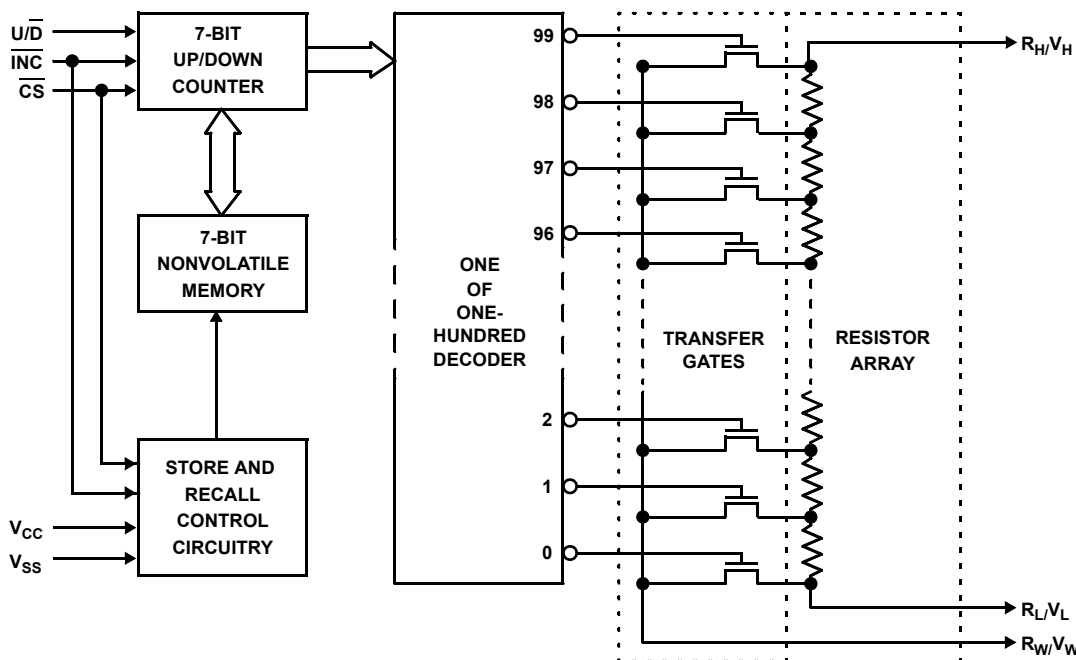 U/D̅
I̅N̅C̅
C̅S̅
7-BIT
UP/DOWN
COUNTER
7-BIT
NONVOLATILE
MEMORY
STORE AND
RECALL
CONTROL
CIRCUITRY
VCC
VSS
ONE
OF
ONE-
HUNDRED
DECODER
99
98
97
96
2
1
0
TRANSFER
GATES
RESISTOR
ARRAY
RH/VH
RL/VL
RW/VW